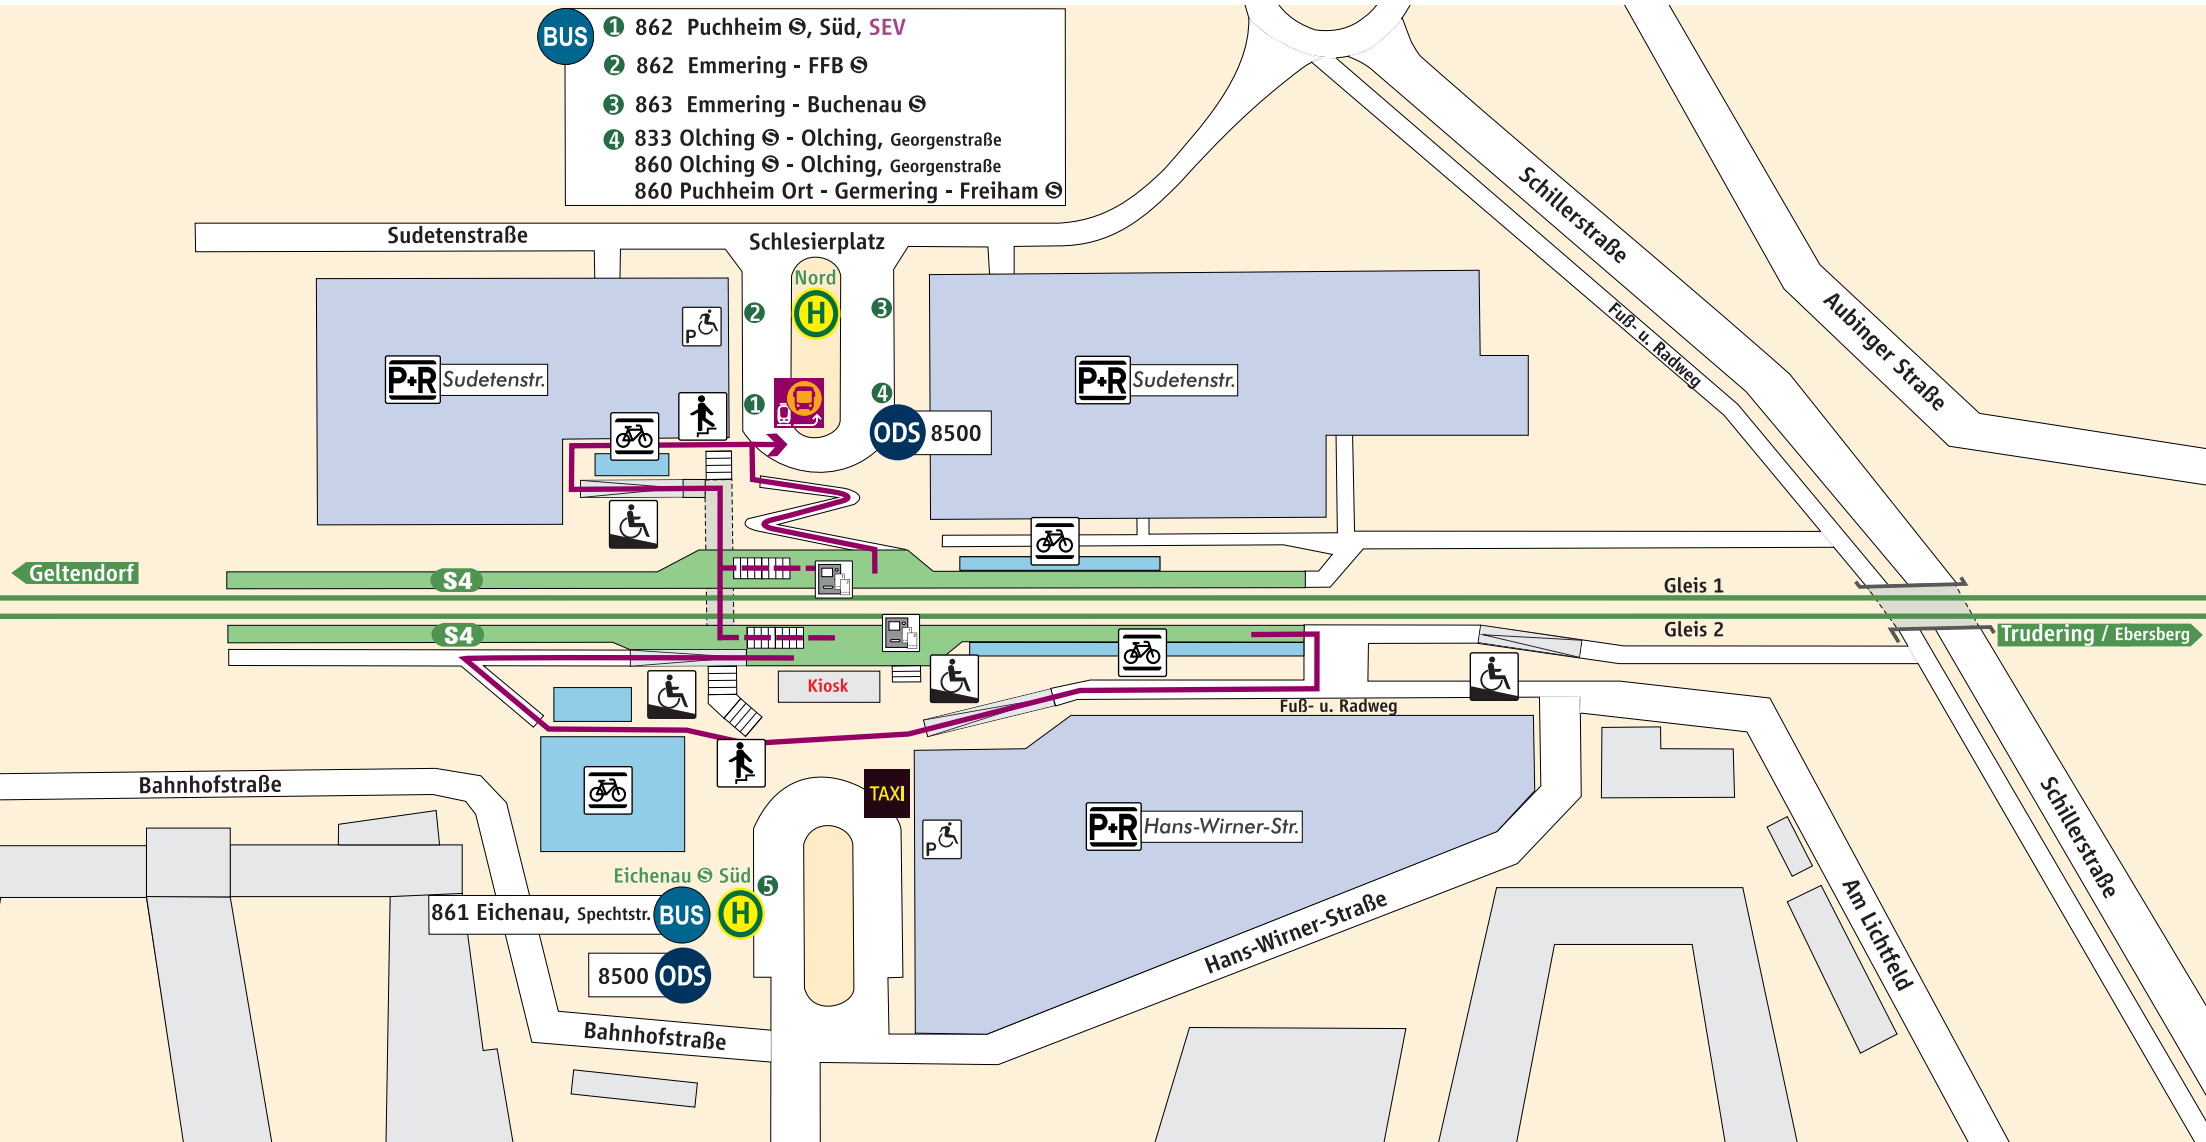 BUS
1 862 Puchheim S, Süd, SEV
2 862 Emmering - FFB S
3 863 Emmering - Buchenau S
4 833 Olching S - Olching, Georgenstraße
860 Olching S - Olching, Georgenstraße
860 Puchheim Ort - Germering - Freiham S
Sudetenstraße
Schlesierplatz
Nord
H
2
3
1
4
P
P+R Sudetenstr.
P+R Sudetenstr.
ODS 8500
Schillerstraße
Fuß- u. Radweg
Aubinger Straße
Geltendorf
S4
Gleis 1
S4
Gleis 2
Trudering / Ebersberg
Kiosk
Fuß- u. Radweg
Bahnhofstraße
TAXI
P
P+R Hans-Wirner-Str.
Schillerstraße
Eichenau S Süd
5
861 Eichenau, Spechtstr. BUS
H
8500 ODS
Hans-Wirner-Straße
Am Lichtfeld
Bahnhofstraße